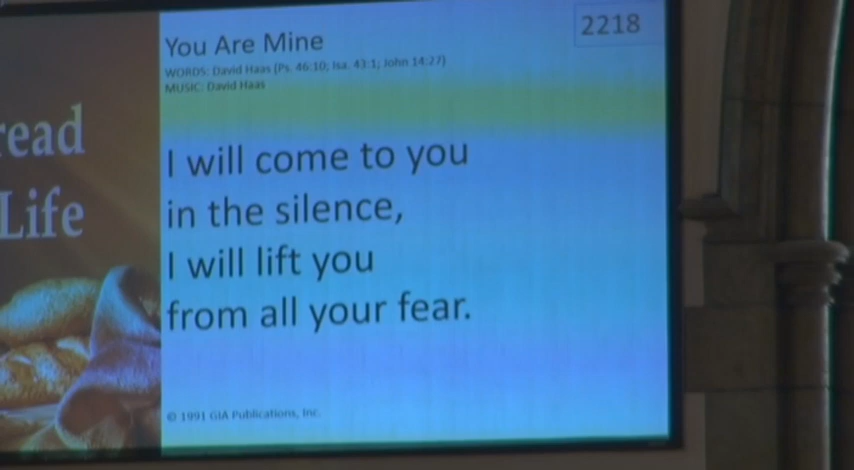 read
Life
You Are Mine
2218
WORDS: David Haas (Ps. 46:10; Isa. 43:1; John 14:27)
MUSIC: David Haas
I will come to you
in the silence,
I will lift you
from all your fear.
© 1991 GIA Publications, Inc.